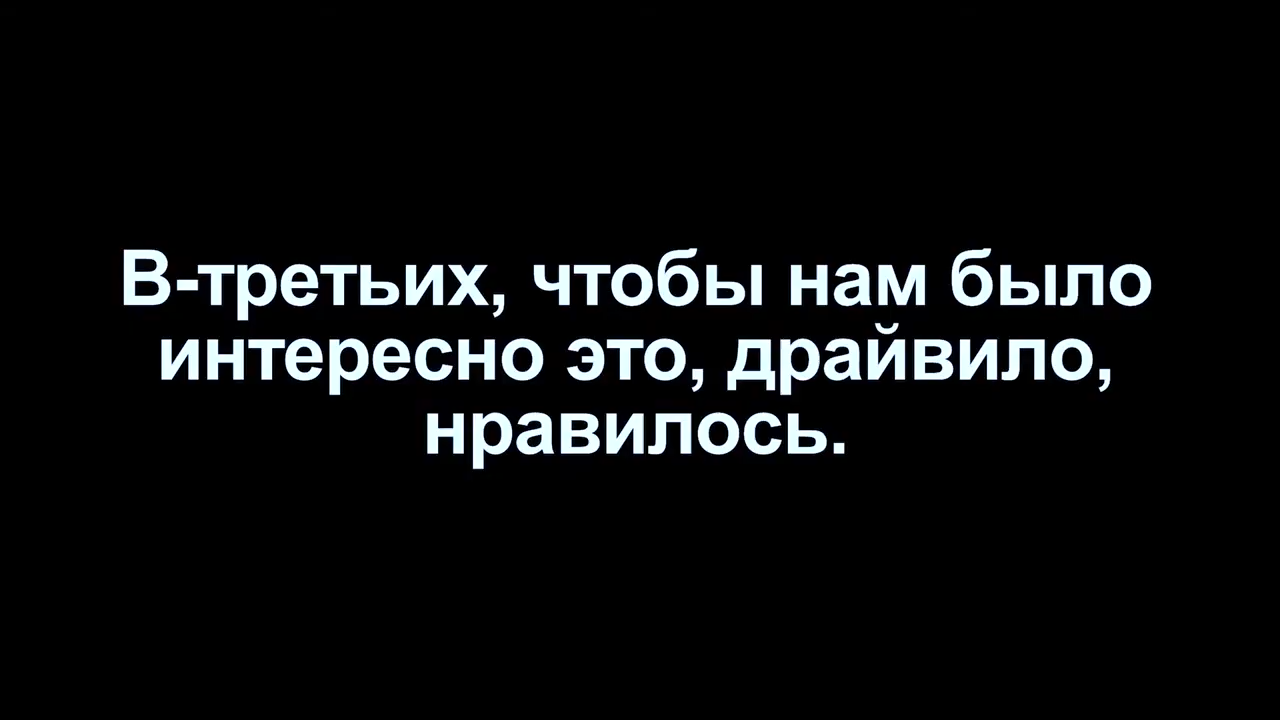 В-третьих, чтобы нам было
интересно это, драйвило,
нравилось.